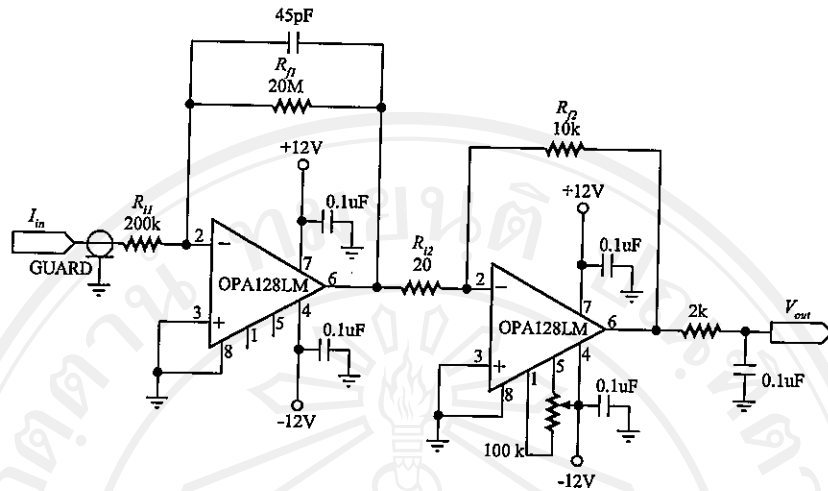 45pF
R_f1
20M
R_f2
10k
+12V
+12V
I_in
R_i1
200k
0.1uF
0.1uF
GUARD
2
−
7
OPA128LM
6
R_i2
20
2
−
7
OPA128LM
6
2k
V_out
3
+
8
1
5
4
0.1uF
3
+
8
1
5
4
0.1uF
0.1uF
-12V
100 k
-12V